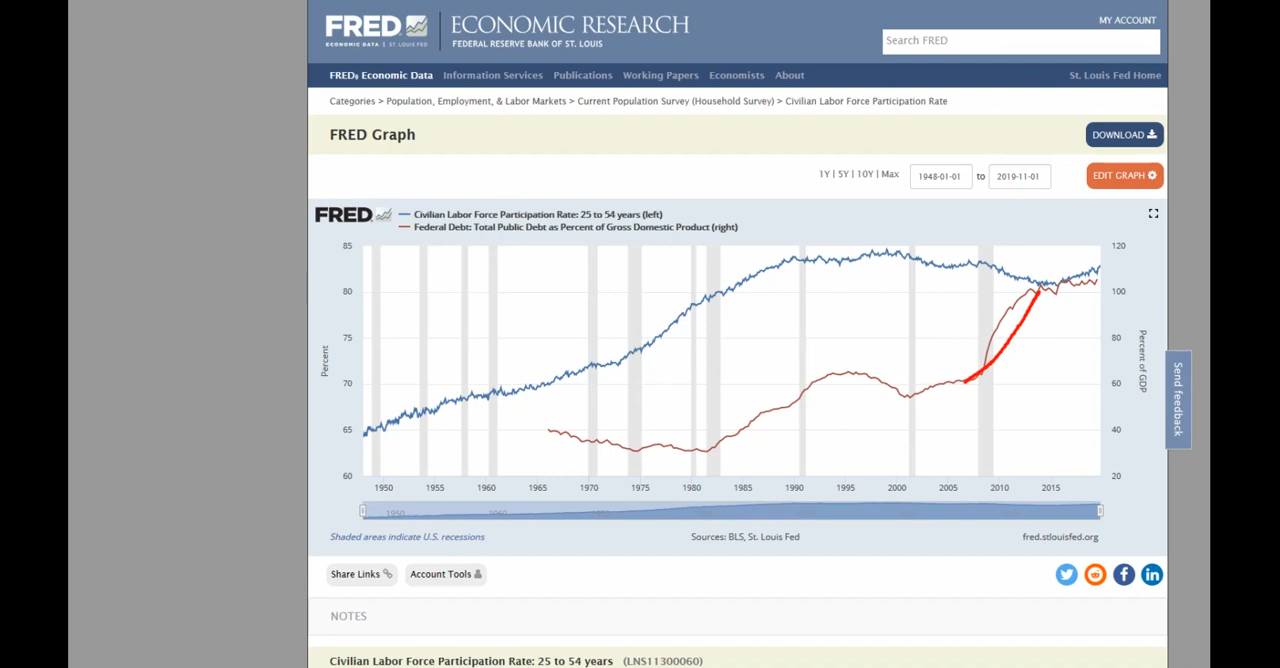 FRED
ECONOMIC DATA | ST. LOUIS FED
ECONOMIC RESEARCH
FEDERAL RESERVE BANK OF ST. LOUIS
MY ACCOUNT
Search FRED
FRED® Economic Data Information Services Publications Working Papers Economists About St. Louis Fed Home
Categories > Population, Employment, & Labor Markets > Current Population Survey (Household Survey) > Civilian Labor Force Participation Rate
FRED Graph
DOWNLOAD
1Y | 5Y | 10Y | Max 1948-01-01 to 2019-11-01
EDIT GRAPH
FRED
Civilian Labor Force Participation Rate: 25 to 54 years (left)
Federal Debt: Total Public Debt as Percent of Gross Domestic Product (right)
85 120
80 100
75 80
70 60
65 40
60 20
Percent
Percent of GDP
Send feedback
1950 1955 1960 1965 1970 1975 1980 1985 1990 1995 2000 2005 2010 2015
1950 1960
Shaded areas indicate U.S. recessions Sources: BLS, St. Louis Fed fred.stlouisfed.org
Share Links Account Tools
NOTES
Civilian Labor Force Participation Rate: 25 to 54 years (LNS11300060)